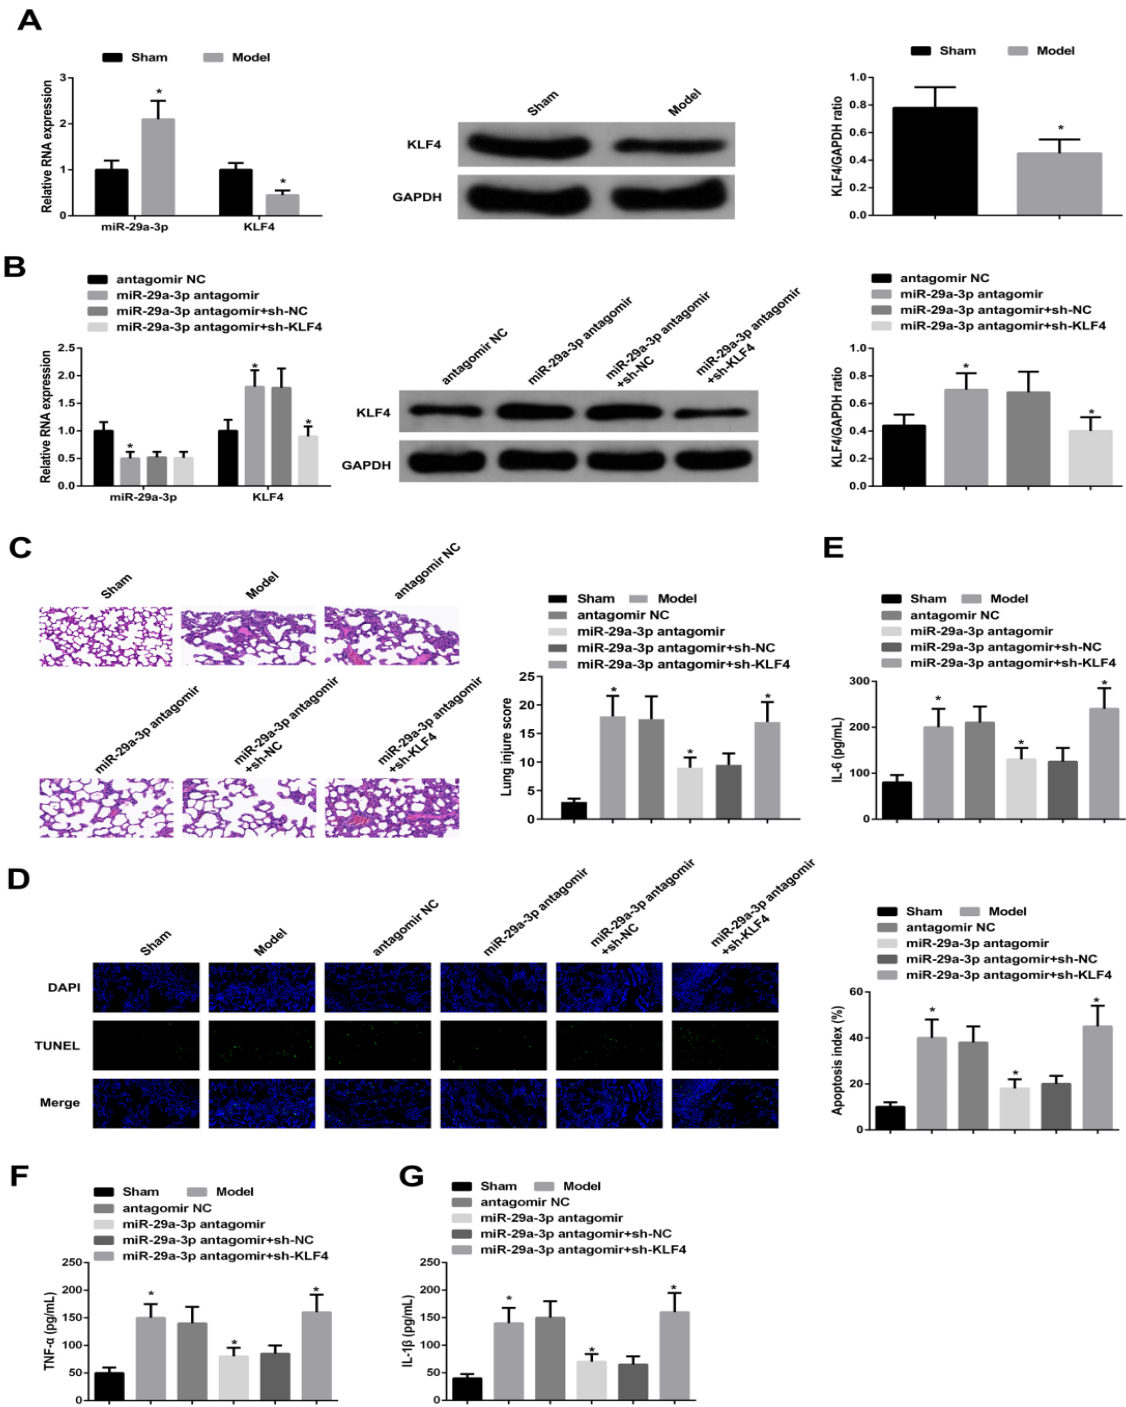 A
Sham Model
Relative RNA expression
3
2
1
0
*
*
miR-29a-3p KLF4
Sham Model
KLF4
GAPDH
Sham Model
KLF4/GAPDH ratio
1.0
0.8
0.6
0.4
0.2
0.0
*
B
antagomir NC
miR-29a-3p antagomir
miR-29a-3p antagomir+sh-NC
miR-29a-3p antagomir+sh-KLF4
Relative RNA expression
2.5
2.0
1.5
1.0
0.5
0.0
*
*
*
miR-29a-3p KLF4
antagomir NC
miR-29a-3p antagomir
miR-29a-3p antagomir
+sh-NC
miR-29a-3p antagomir
+sh-KLF4
KLF4
GAPDH
antagomir NC
miR-29a-3p antagomir
miR-29a-3p antagomir+sh-NC
miR-29a-3p antagomir+sh-KLF4
KLF4/GAPDH ratio
1.0
0.8
0.6
0.4
0.2
0.0
*
*
C
Sham
Model
antagomir NC
miR-29a-3p antagomir
miR-29a-3p antagomir
+sh-NC
miR-29a-3p antagomir
+sh-KLF4
Sham Model
antagomir NC
miR-29a-3p antagomir
miR-29a-3p antagomir+sh-NC
miR-29a-3p antagomir+sh-KLF4
Lung injure score
25
20
15
10
5
0
*
*
*
E
Sham Model
antagomir NC
miR-29a-3p antagomir
miR-29a-3p antagomir+sh-NC
miR-29a-3p antagomir+sh-KLF4
IL-6 (pg/mL)
300
200
100
0
*
*
*
D
Sham
Model
antagomir NC
miR-29a-3p antagomir
miR-29a-3p antagomir
+sh-NC
miR-29a-3p antagomir
+sh-KLF4
DAPI
TUNEL
Merge
Sham Model
antagomir NC
miR-29a-3p antagomir
miR-29a-3p antagomir+sh-NC
miR-29a-3p antagomir+sh-KLF4
Apoptosis index (%)
60
40
20
0
*
*
*
F
Sham Model
antagomir NC
miR-29a-3p antagomir
miR-29a-3p antagomir+sh-NC
miR-29a-3p antagomir+sh-KLF4
TNF-α (pg/mL)
250
200
150
100
50
0
*
*
*
G
Sham Model
antagomir NC
miR-29a-3p antagomir
miR-29a-3p antagomir+sh-NC
miR-29a-3p antagomir+sh-KLF4
IL-1β (pg/mL)
250
200
150
100
50
0
*
*
*